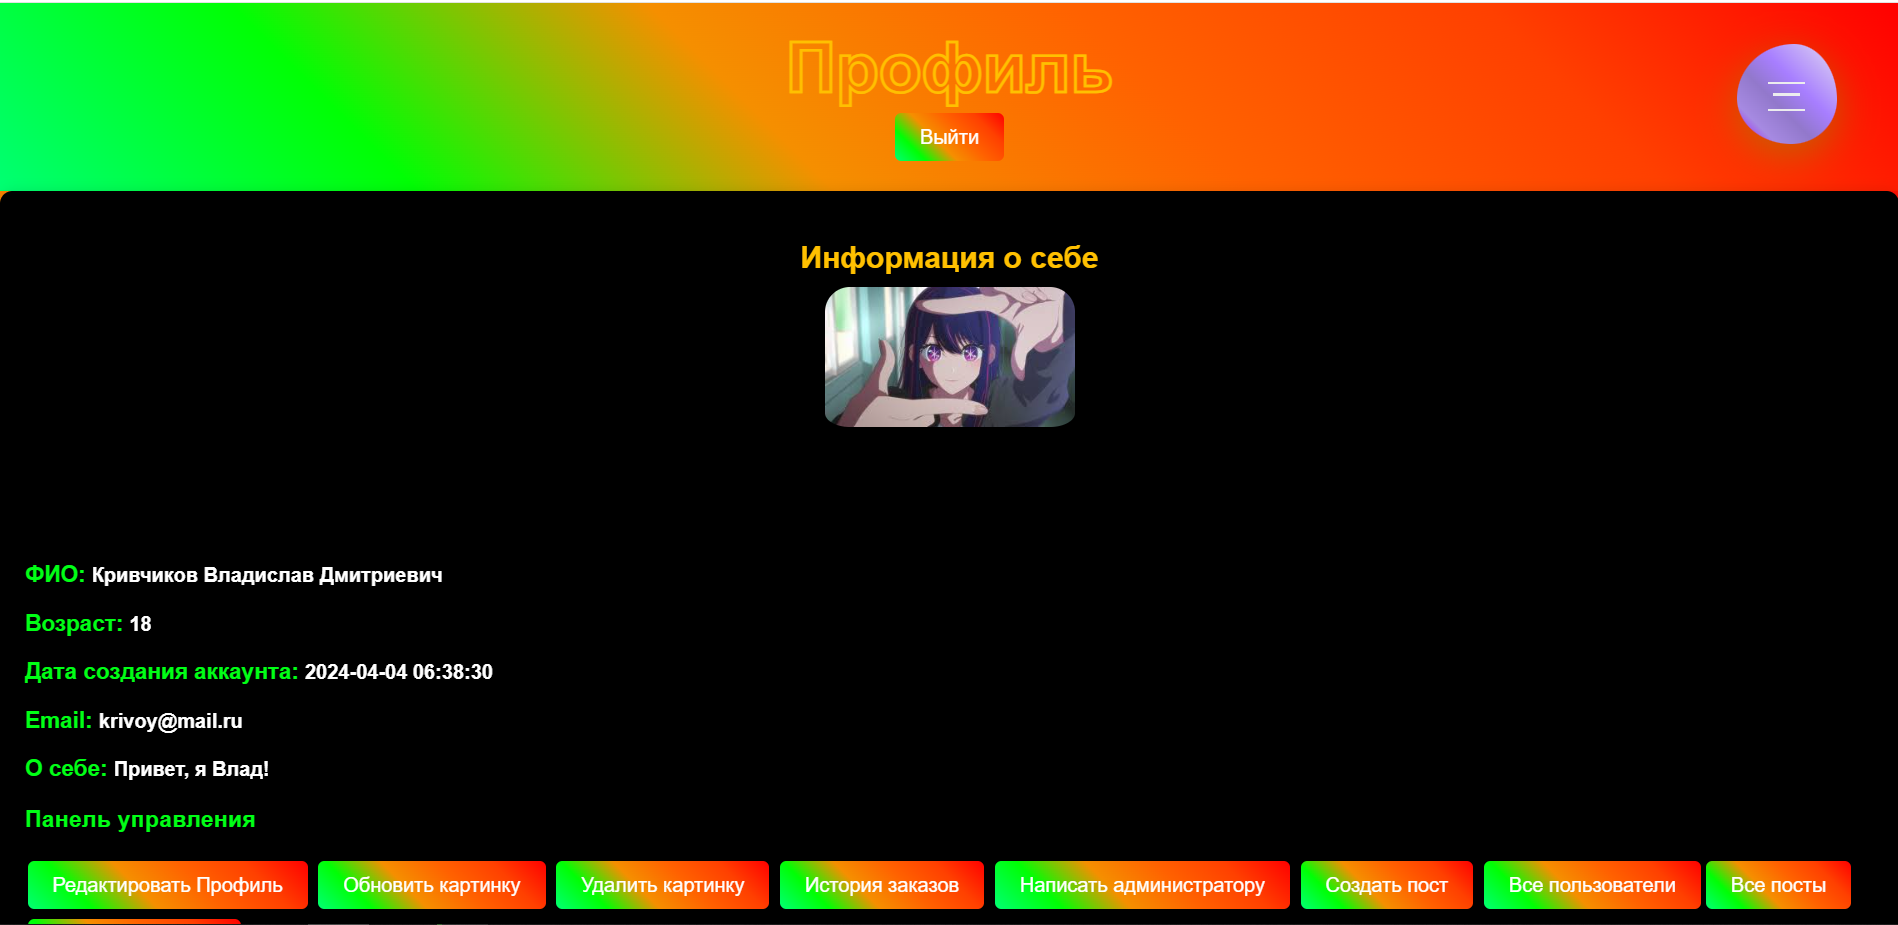 Профиль
Выйти
Информация о себе
ФИО: Кривчиков Владислав Дмитриевич
Возраст: 18
Дата создания аккаунта: 2024-04-04 06:38:30
Email: krivoy@mail.ru
О себе: Привет, я Влад!
Панель управления
Редактировать Профиль Обновить картинку Удалить картинку История заказов Написать администратору Создать пост Все пользователи Все посты